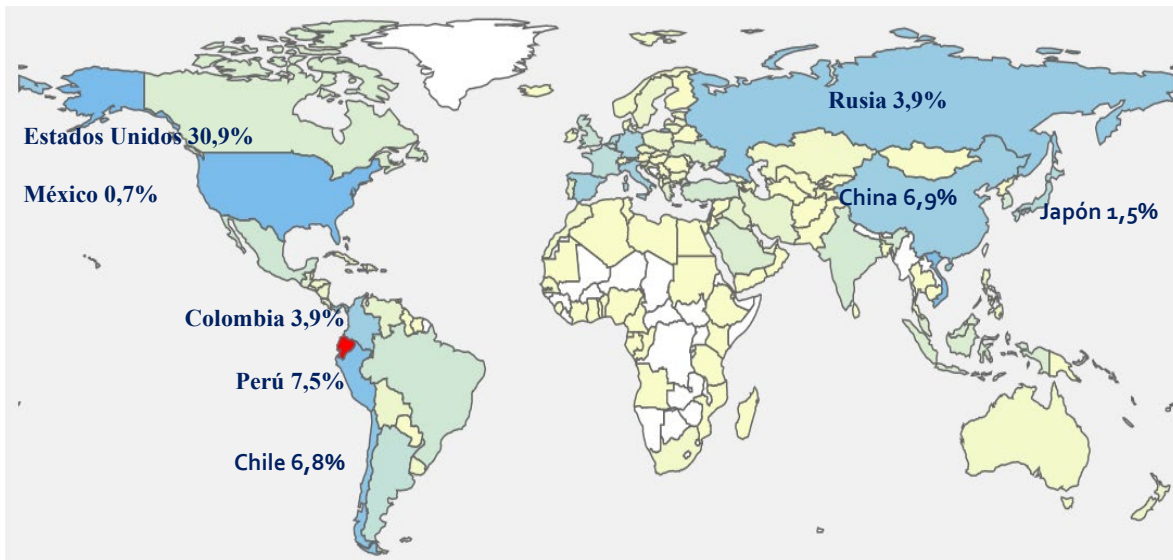 Rusia 3,9%
Estados Unidos 30,9%
México 0,7%
China 6,9%
Japón 1,5%
Colombia 3,9%
Perú 7,5%
Chile 6,8%